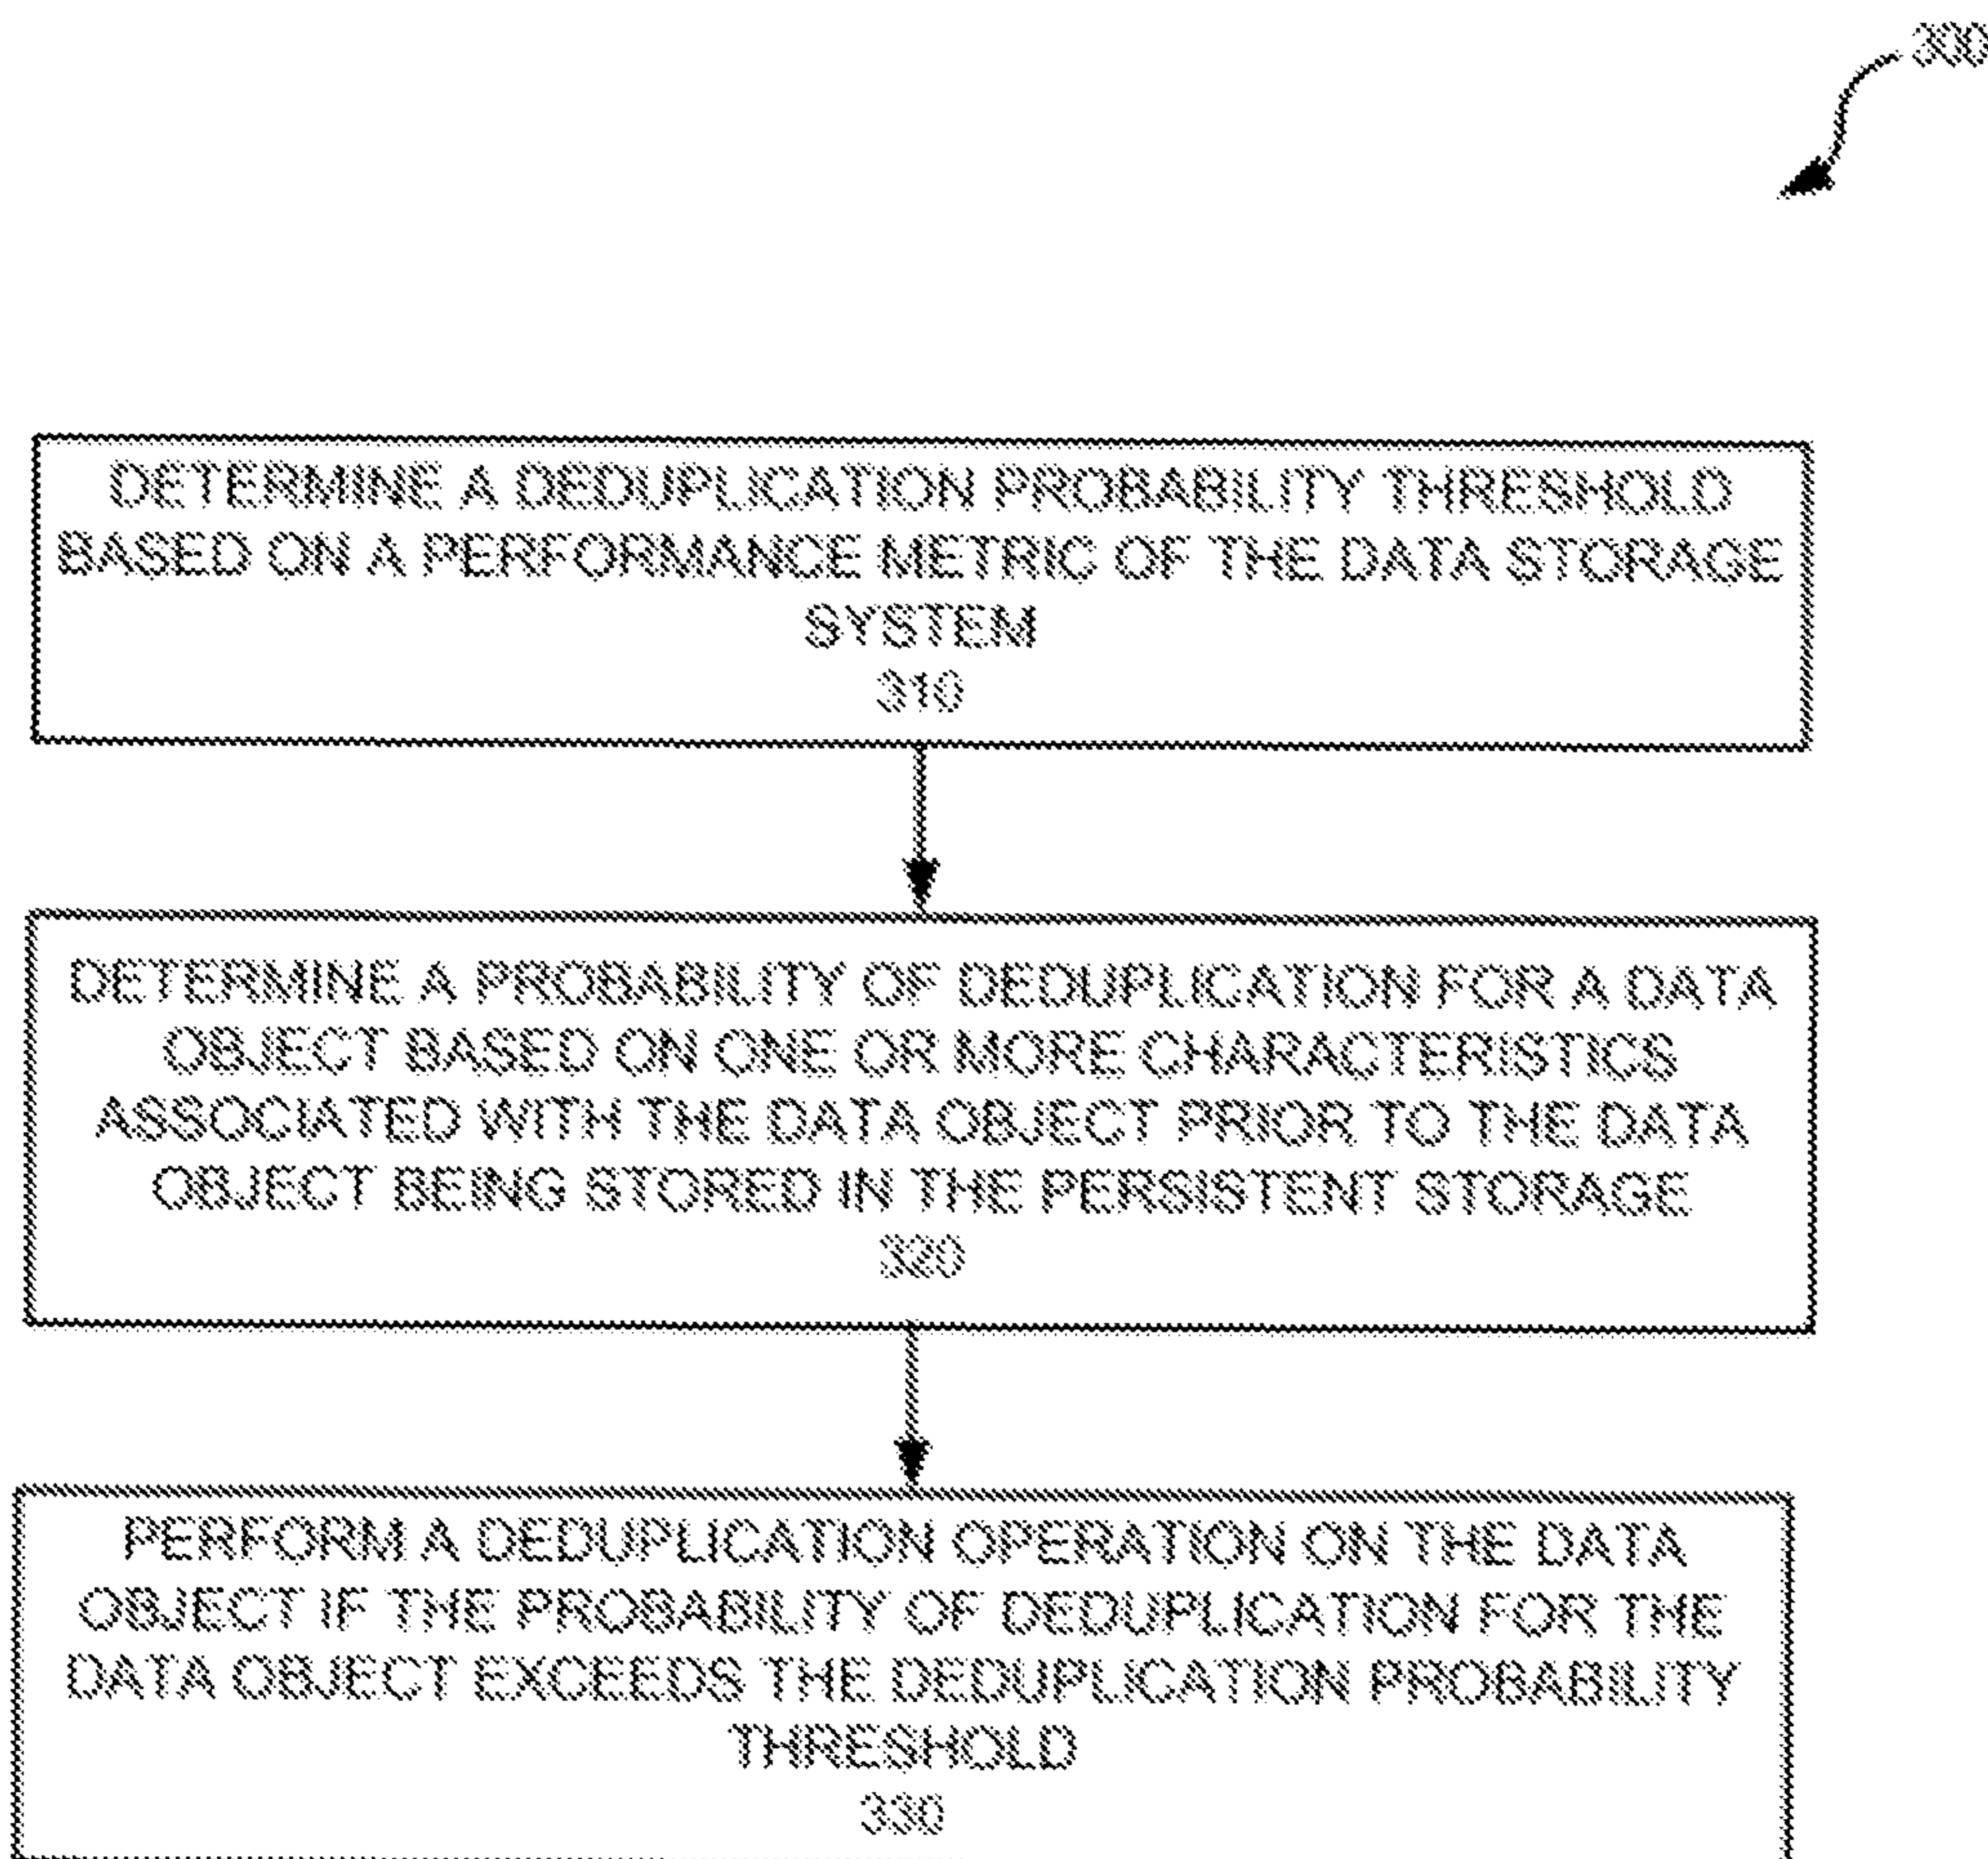 300
DETERMINE A DEDUPLICATION PROBABILITY THRESHOLD
BASED ON A PERFORMANCE METRIC OF THE DATA STORAGE
SYSTEM
310
DETERMINE A PROBABILITY OF DEDUPLICATION FOR A DATA
OBJECT BASED ON ONE OR MORE CHARACTERISTICS
ASSOCIATED WITH THE DATA OBJECT PRIOR TO THE DATA
OBJECT BEING STORED IN THE PERSISTENT STORAGE
320
PERFORM A DEDUPLICATION OPERATION ON THE DATA
OBJECT IF THE PROBABILITY OF DEDUPLICATION FOR THE
DATA OBJECT EXCEEDS THE DEDUPLICATION PROBABILITY
THRESHOLD
330